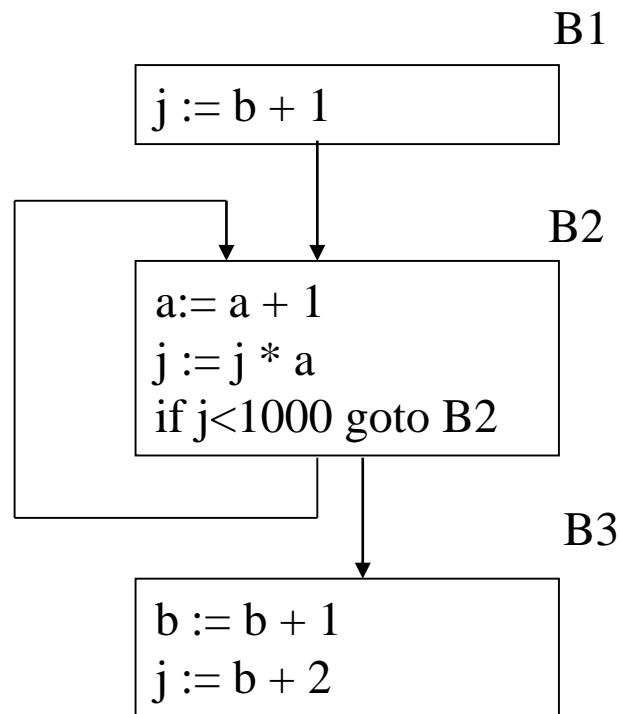 B1
j := b + 1
B2
a:= a + 1
j := j * a
if j<1000 goto B2
B3
b := b + 1
j := b + 2